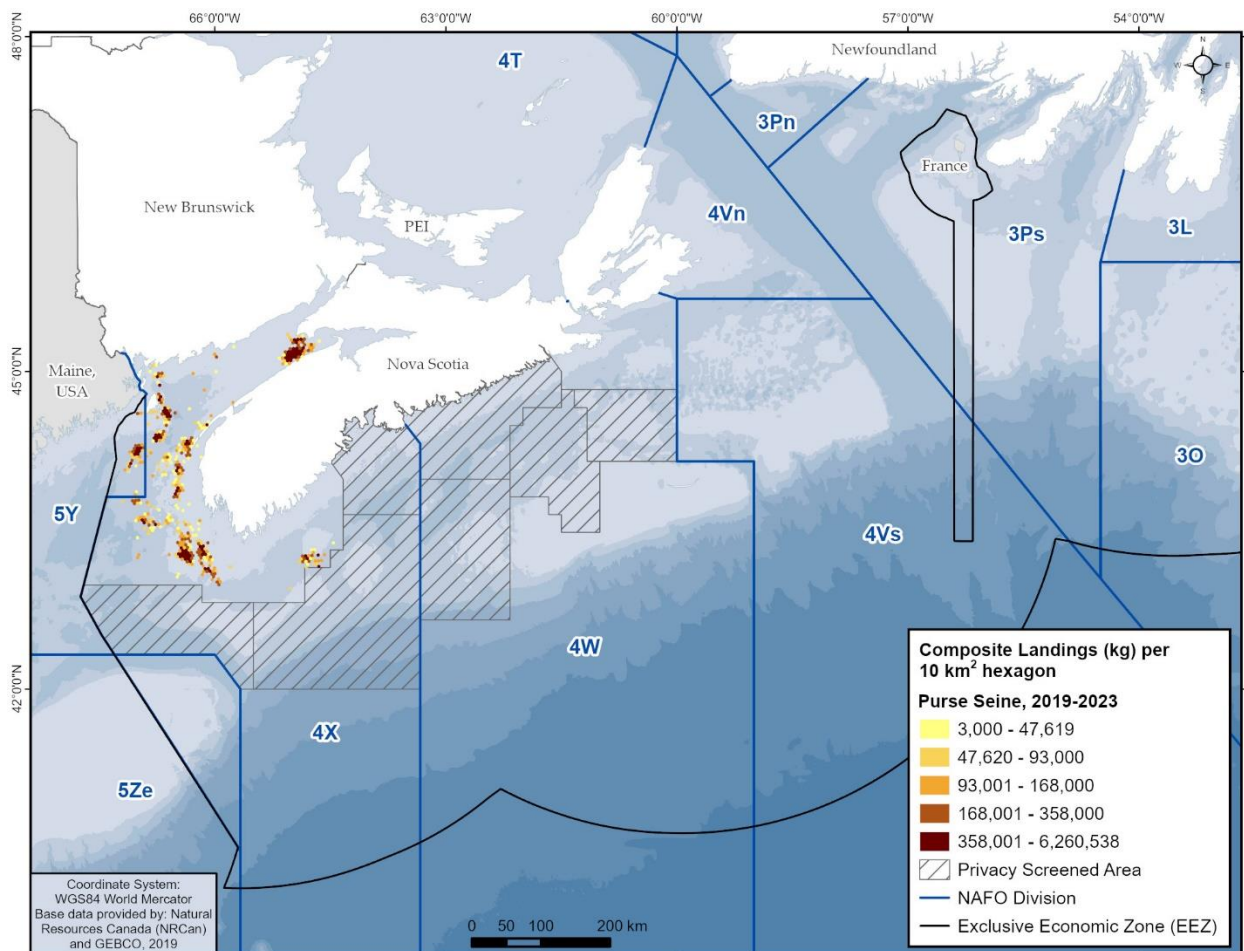 66°0'0"W
63°0'0"W
60°0'0"W
57°0'0"W
54°0'0"W
48°0'0"N
45°0'0"N
42°0'0"N
N
W
E
S
4T
Newfoundland
3Pn
France
New Brunswick
PEI
4Vn
3Ps
3L
Maine,
USA
Nova Scotia
5Y
4Vs
3O
4W
4X
5Ze
Composite Landings (kg) per
10 km² hexagon
Purse Seine, 2019-2023
3,000 - 47,619
47,620 - 93,000
93,001 - 168,000
168,001 - 358,000
358,001 - 6,260,538
Privacy Screened Area
NAFO Division
Exclusive Economic Zone (EEZ)
Coordinate System:
WGS84 World Mercator
Base data provided by: Natural
Resources Canada (NRCan)
and GEBCO, 2019
0 50 100 200 km